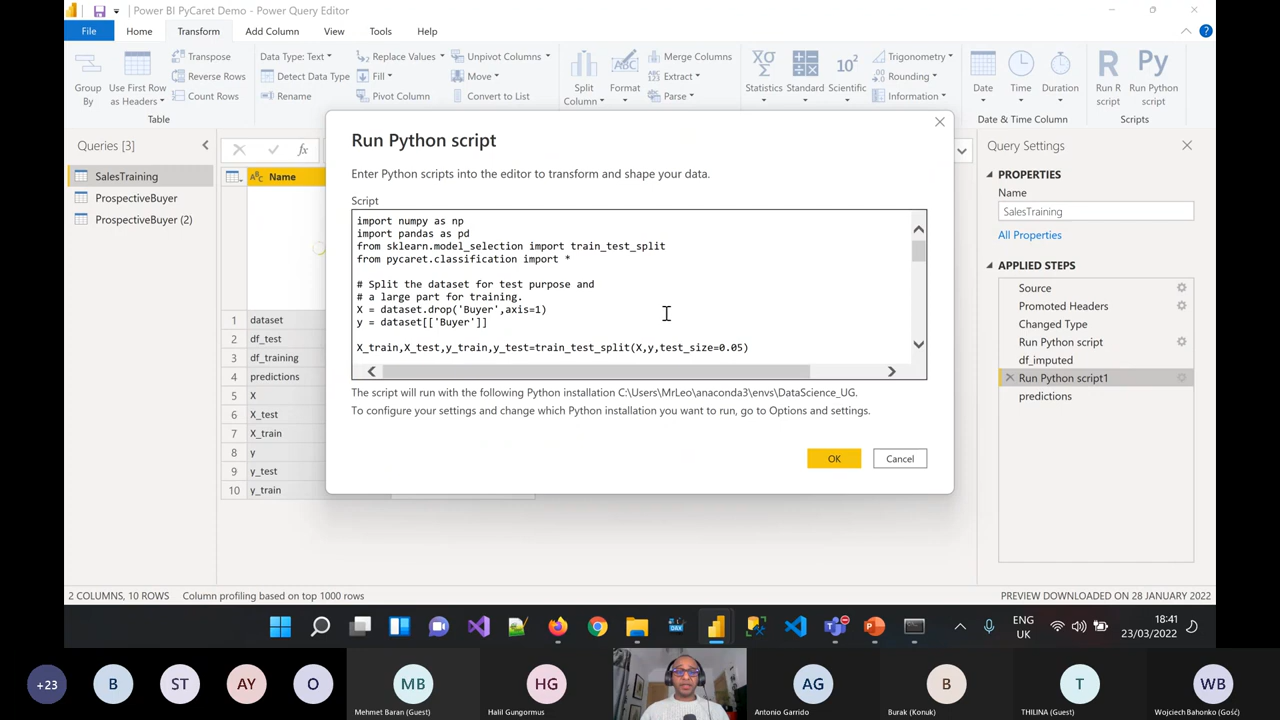 Power BI PyCaret Demo - Power Query Editor
File Home Transform Add Column View Tools Help
Group By
Use First Row as Headers
Transpose
Reverse Rows
Count Rows
Table
Data Type: Text
Detect Data Type
Rename
Replace Values
Fill
Pivot Column
Unpivot Columns
Move
Convert to List
Split Column
Format
Merge Columns
Extract
Parse
Statistics
Standard
Scientific
Trigonometry
Rounding
Information
Date
Time
Duration
Date & Time Column
Run R script
Run Python script
Scripts
Queries [3]
SalesTraining
ProspectiveBuyer
ProspectiveBuyer (2)
fx
Name
1 dataset
2 df_test
3 df_training
4 predictions
5 X
6 X_test
7 X_train
8 y
9 y_test
10 y_train
Run Python script
Enter Python scripts into the editor to transform and shape your data.
Script
import numpy as np
import pandas as pd
from sklearn.model_selection import train_test_split
from pycaret.classification import *
# Split the dataset for test purpose and
# a large part for training.
X = dataset.drop('Buyer',axis=1)
y = dataset[['Buyer']]
X_train,X_test,y_train,y_test=train_test_split(X,y,test_size=0.05)
The script will run with the following Python installation C:\Users\MrLeo\anaconda3\envs\DataScience_UG.
To configure your settings and change which Python installation you want to run, go to Options and settings.
OK
Cancel
Query Settings
PROPERTIES
Name
SalesTraining
All Properties
APPLIED STEPS
Source
Promoted Headers
Changed Type
Run Python script
df_imputed
Run Python script1
predictions
2 COLUMNS, 10 ROWS
Column profiling based on top 1000 rows
PREVIEW DOWNLOADED ON 28 JANUARY 2022
DAX
ENG
UK
18:41
23/03/2022
+23
B
ST
AY
O
MB
HG
AG
B
T
WB
Mehmet Baran (Guest)
Halil Gungormus
Antonio Garrido
Burak (Konuk)
THILINA (Guest)
Wojciech Bahonko (Gość)